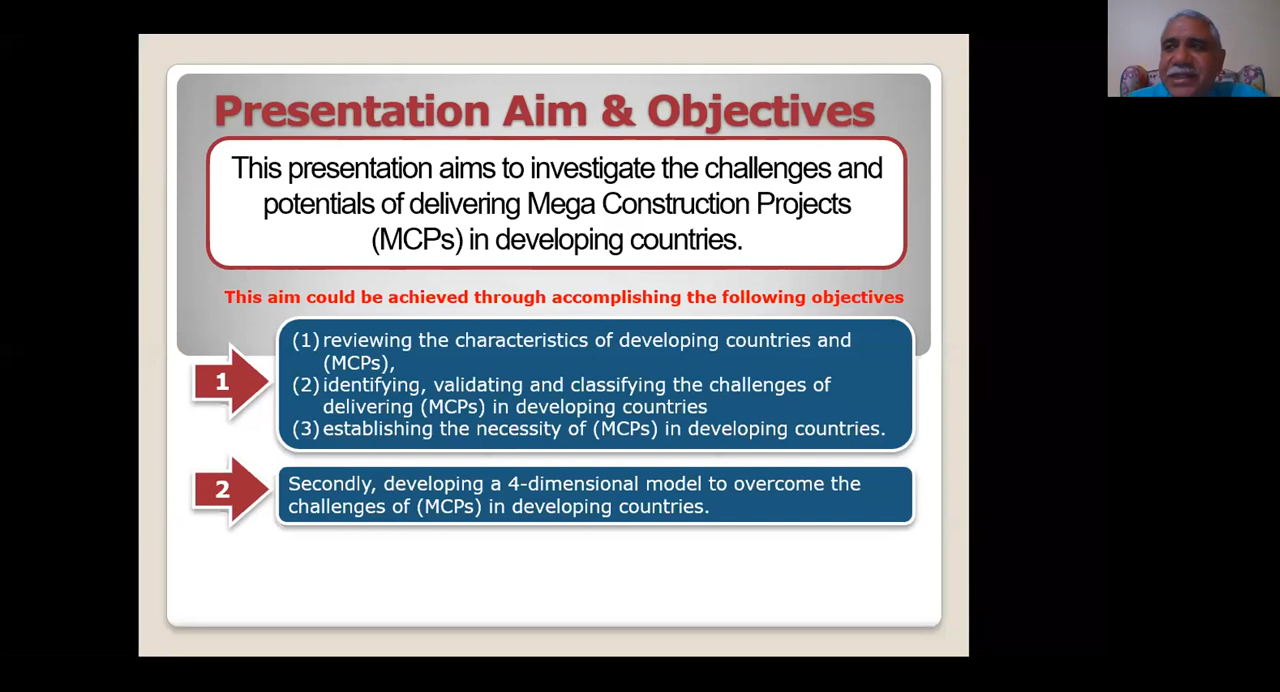 Presentation Aim & Objectives
This presentation aims to investigate the challenges and
potentials of delivering Mega Construction Projects
(MCPs) in developing countries.
This aim could be achieved through accomplishing the following objectives
1
(1) reviewing the characteristics of developing countries and
(MCPs),
(2) identifying, validating and classifying the challenges of
delivering (MCPs) in developing countries
(3) establishing the necessity of (MCPs) in developing countries.
2
Secondly, developing a 4-dimensional model to overcome the
challenges of (MCPs) in developing countries.